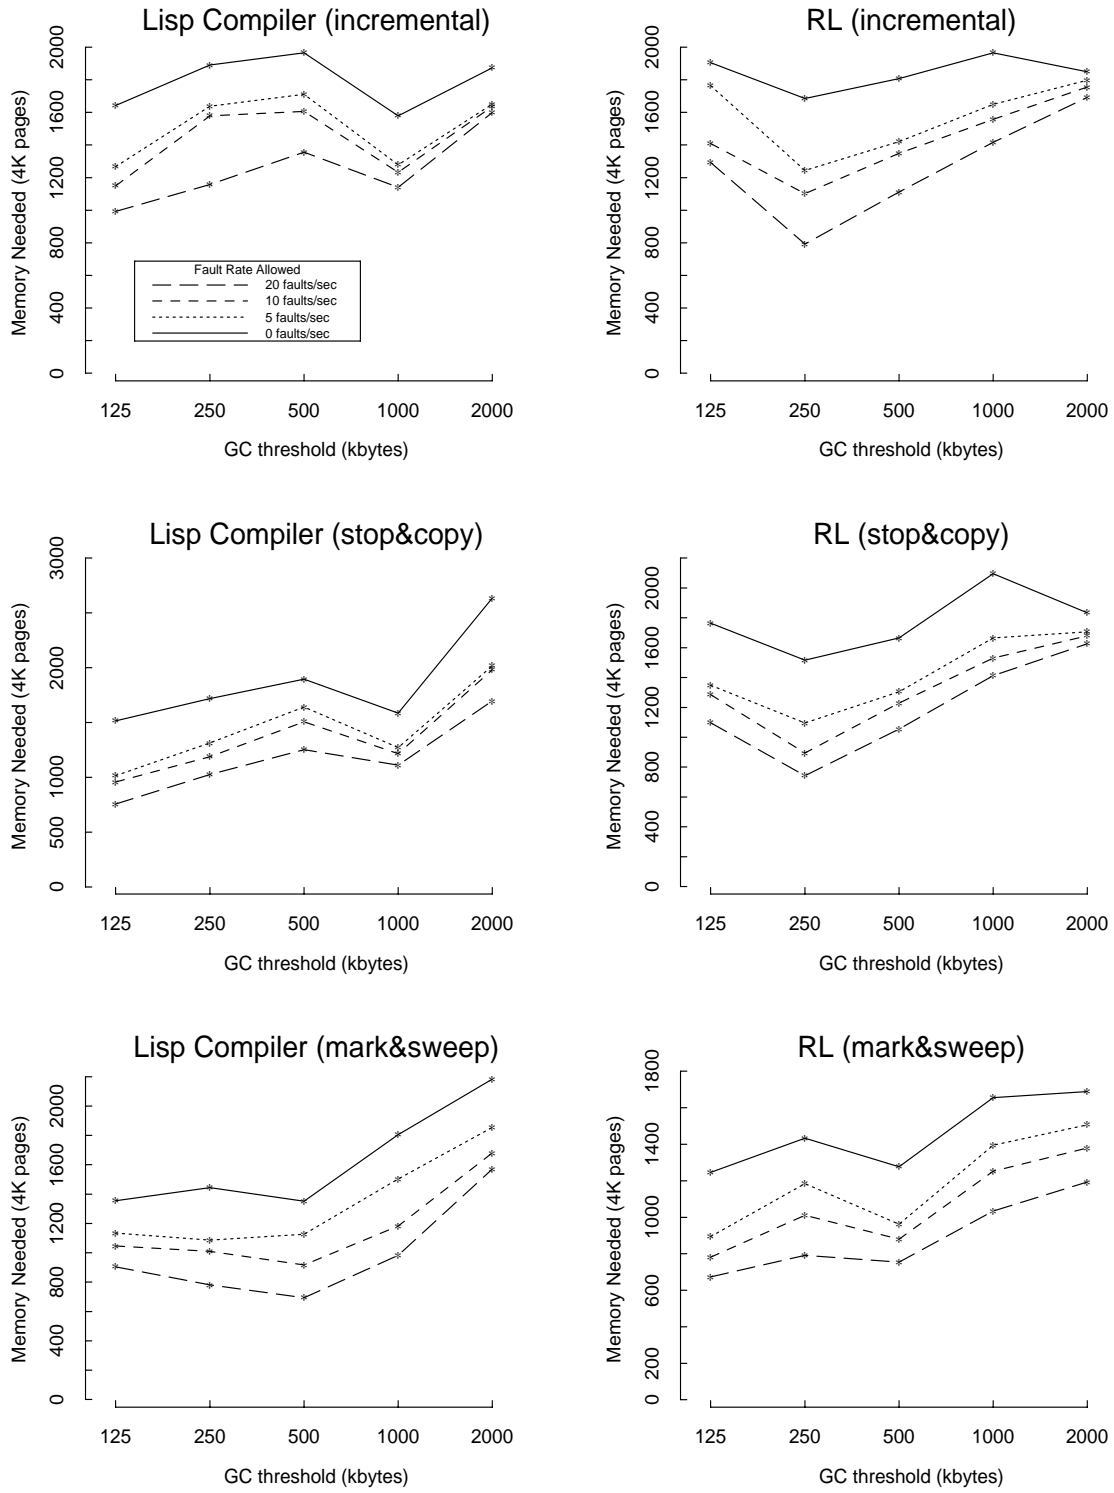 Lisp Compiler (incremental)
Memory Needed (4K pages)
0 400 800 1200 1600 2000
Fault Rate Allowed
20 faults/sec
10 faults/sec
5 faults/sec
0 faults/sec
125 250 500 1000 2000
GC threshold (kbytes)
RL (incremental)
Memory Needed (4K pages)
0 400 800 1200 1600 2000
125 250 500 1000 2000
GC threshold (kbytes)
Lisp Compiler (stop&copy)
Memory Needed (4K pages)
0 500 1000 2000 3000
125 250 500 1000 2000
GC threshold (kbytes)
RL (stop&copy)
Memory Needed (4K pages)
0 400 800 1200 1600 2000
125 250 500 1000 2000
GC threshold (kbytes)
Lisp Compiler (mark&sweep)
Memory Needed (4K pages)
0 400 800 1200 1600 2000
125 250 500 1000 2000
GC threshold (kbytes)
RL (mark&sweep)
Memory Needed (4K pages)
0 200 600 1000 1400 1800
125 250 500 1000 2000
GC threshold (kbytes)